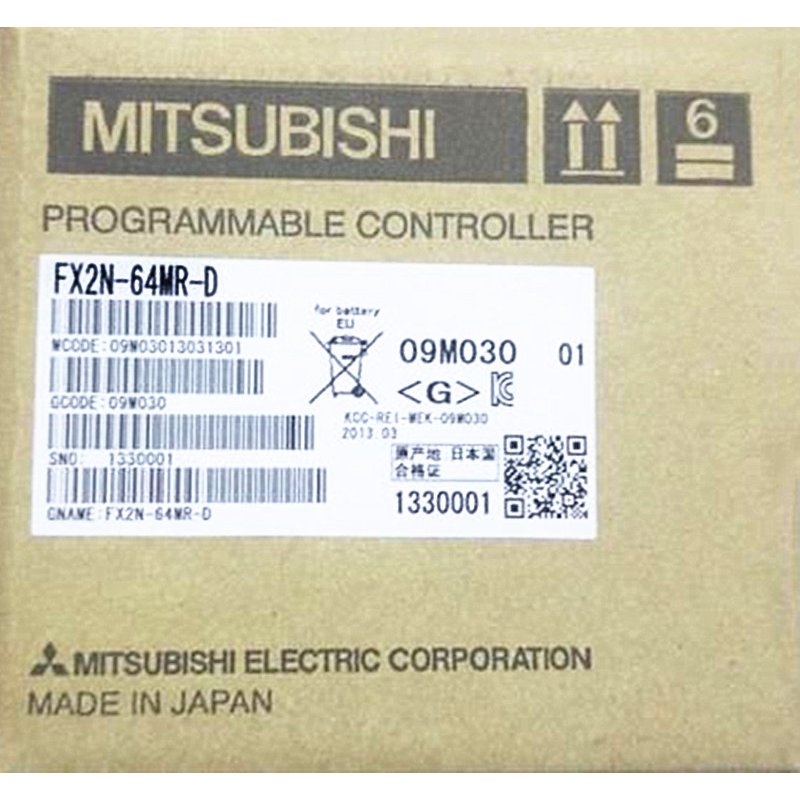 MITSUBISHI
6
PROGRAMMABLE CONTROLLER
FX2N-64MR-D
MCODE:09M03013031301
GCODE:09M030
SNO: 1330001
GNAME:FX2N-64MR-D
for battery
EU
09M030 01
<G>
KCC-REI-MEK-09M030
2013.03
原产地 日本国
合格证
1330001
MITSUBISHI ELECTRIC CORPORATION
MADE IN JAPAN